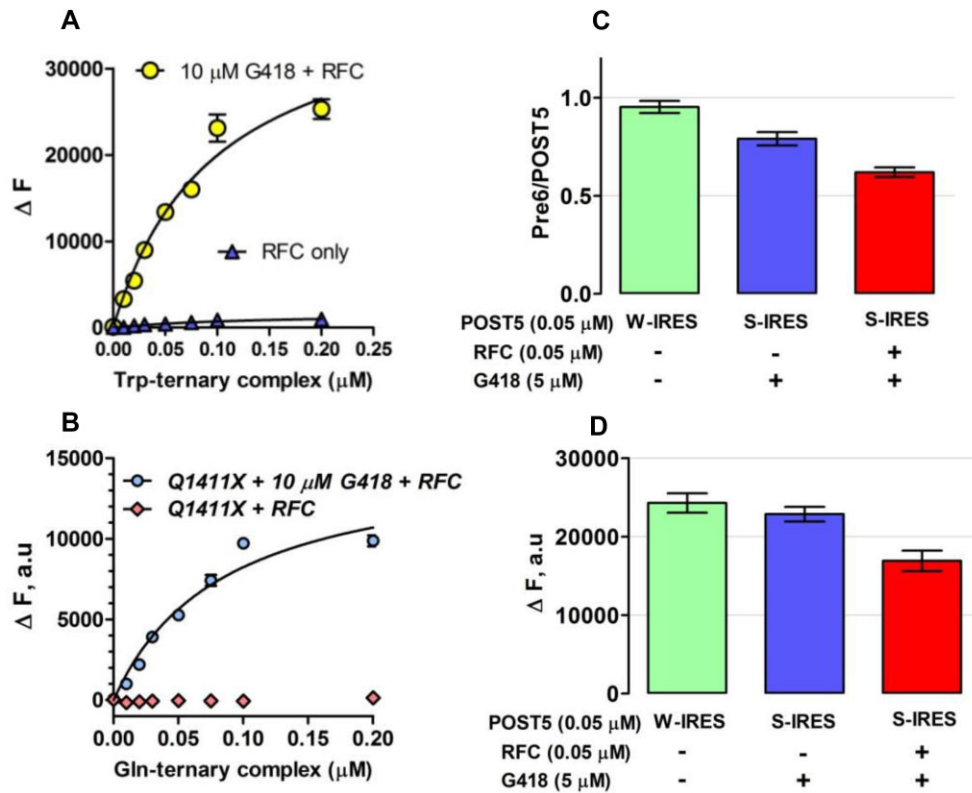 A
30000
20000
10000
0
Δ F
10 μM G418 + RFC
RFC only
0.00 0.05 0.10 0.15 0.20 0.25
Trp-ternary complex (μM)
B
15000
10000
5000
0
Δ F, a.u
Q1411X + 10 μM G418 + RFC
Q1411X + RFC
0.00 0.05 0.10 0.15 0.20
Gln-ternary complex (μM)
C
1.0
0.5
0.0
Pre6/POST5
POST5 (0.05 μM) W-IRES S-IRES S-IRES
RFC (0.05 μM) - - +
G418 (5 μM) - + +
D
30000
20000
10000
0
Δ F, a.u
POST5 (0.05 μM) W-IRES S-IRES S-IRES
RFC (0.05 μM) - - +
G418 (5 μM) - + +